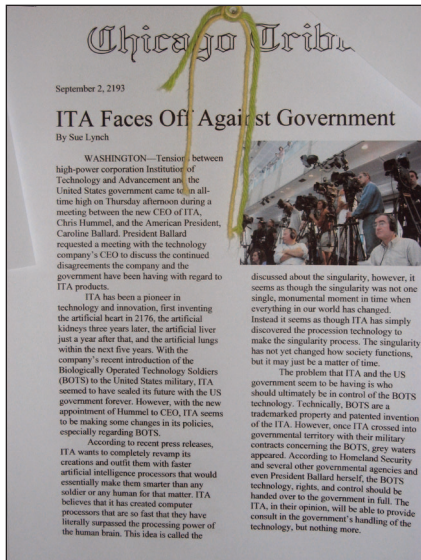 Chicago Tribu
September 2, 2193
ITA Faces Off Against Government
By Sue Lynch
WASHINGTON—Tensions between
high-power corporation Institution of
Technology and Advancement and the
United States government came to an all-
time high on Thursday afternoon during a
meeting between the new CEO of ITA,
Chris Hummel, and the American President,
Caroline Ballard. President Ballard
requested a meeting with the technology
company's CEO to discuss the continued
disagreements the company and the
government have been having with regard to
ITA products.
ITA has been a pioneer in
technology and innovation, first inventing
the artificial heart in 2176, the artificial
kidneys three years later, the artificial liver
just a year after that, and the artificial lungs
within the next five years. With the
company's recent introduction of the
Biologically Operated Technology Soldiers
(BOTS) to the United States military, ITA
seemed to have sealed its future with the US
government forever. However, with the new
appointment of Hummel to CEO, ITA seems
to be making some changes in its policies,
especially regarding BOTS.
According to recent press releases,
ITA wants to completely revamp its
creations and outfit them with faster
artificial intelligence processors that would
essentially make them smarter than any
soldier or any human for that matter. ITA
believes that it has created computer
processors that are so fast that they have
literally surpassed the processing power of
the human brain. This idea is called the
discussed about the singularity, however, it
seems as though the singularity was not one
single, monumental moment in time when
everything in our world has changed.
Instead it seems as though ITA has simply
discovered the procession technology to
make the singularity process. The singularity
has not yet changed how society functions,
but it may just be a matter of time.
The problem that ITA and the US
government seem to be having is who
should ultimately be in control of the BOTS
technology. Technically, BOTS are a
trademarked property and patented invention
of the ITA. However, once ITA crossed into
governmental territory with their military
contracts concerning the BOTS, grey waters
appeared. According to Homeland Security
and several other governmental agencies and
even President Ballard herself, the BOTS
technology, rights, and control should be
handed over to the government in full. The
ITA, in their opinion, will be able to provide
consult in the government's handling of the
technology, but nothing more.